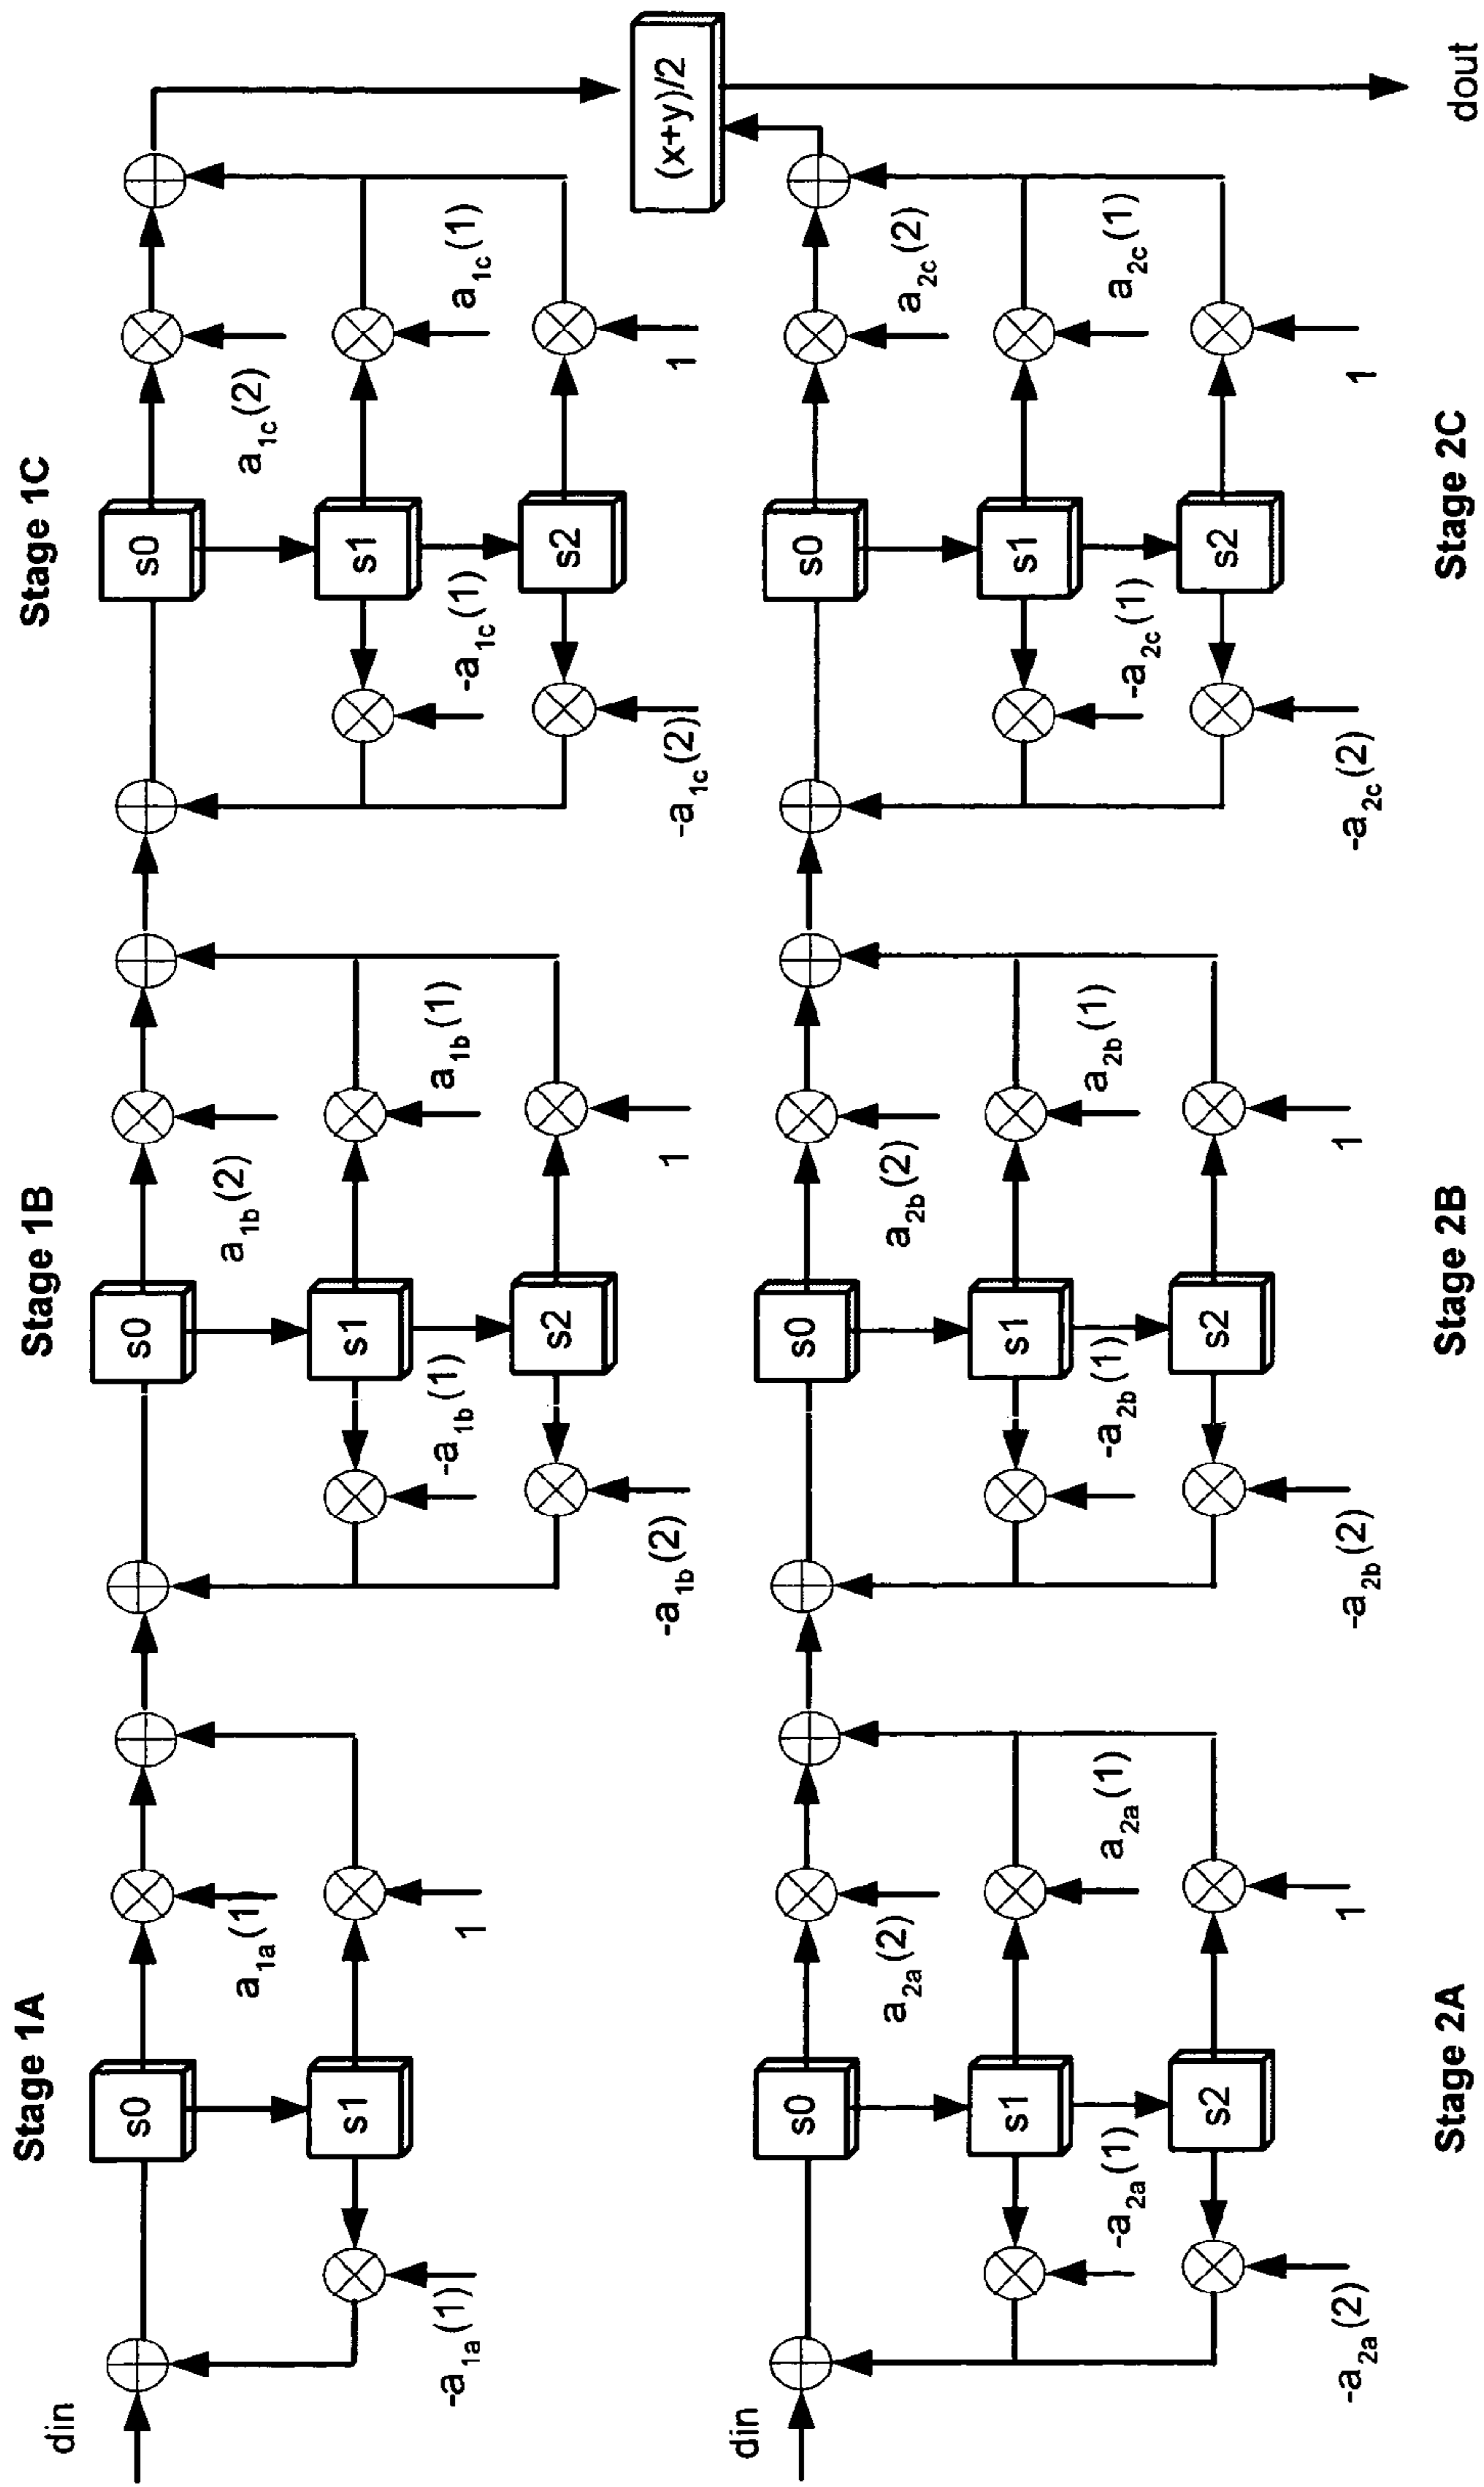 Stage 1A
Stage 1B
Stage 1C
din
s0
a1a(1)
s1
-a1a(1)
1
s0
a1b(2)
s1
-a1b(1)
a1b(1)
s2
-a1b(2)
1
s0
a1c(2)
s1
-a1c(1)
a1c(1)
s2
-a1c(2)
1
(x+y)/2
din
s0
a2a(2)
s1
-a2a(1)
a2a(1)
s2
-a2a(2)
1
s0
a2b(2)
s1
-a2b(1)
a2b(1)
s2
-a2b(2)
1
s0
a2c(2)
s1
-a2c(1)
a2c(1)
s2
-a2c(2)
1
dout
Stage 2A
Stage 2B
Stage 2C